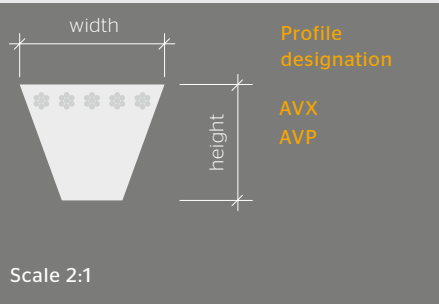 width
Profile
designation
AVX
AVP
height
Scale 2:1